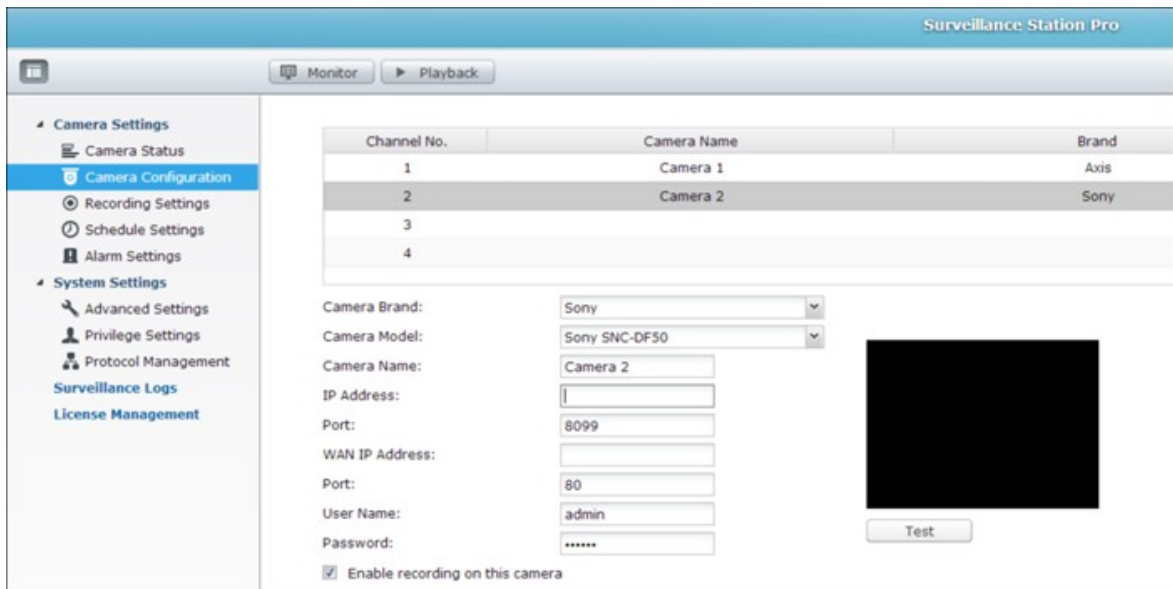 Surveillance Station Pro
Monitor Playback
Camera Settings
Camera Status
Camera Configuration
Recording Settings
Schedule Settings
Alarm Settings
System Settings
Advanced Settings
Privilege Settings
Protocol Management
Surveillance Logs
License Management
Channel No. Camera Name Brand
1 Camera 1 Axis
2 Camera 2 Sony
3
4
Camera Brand: Sony
Camera Model: Sony SNC-DF50
Camera Name: Camera 2
IP Address:
Port: 8099
WAN IP Address:
Port: 80
User Name: admin
Password: ••••••
Test
Enable recording on this camera